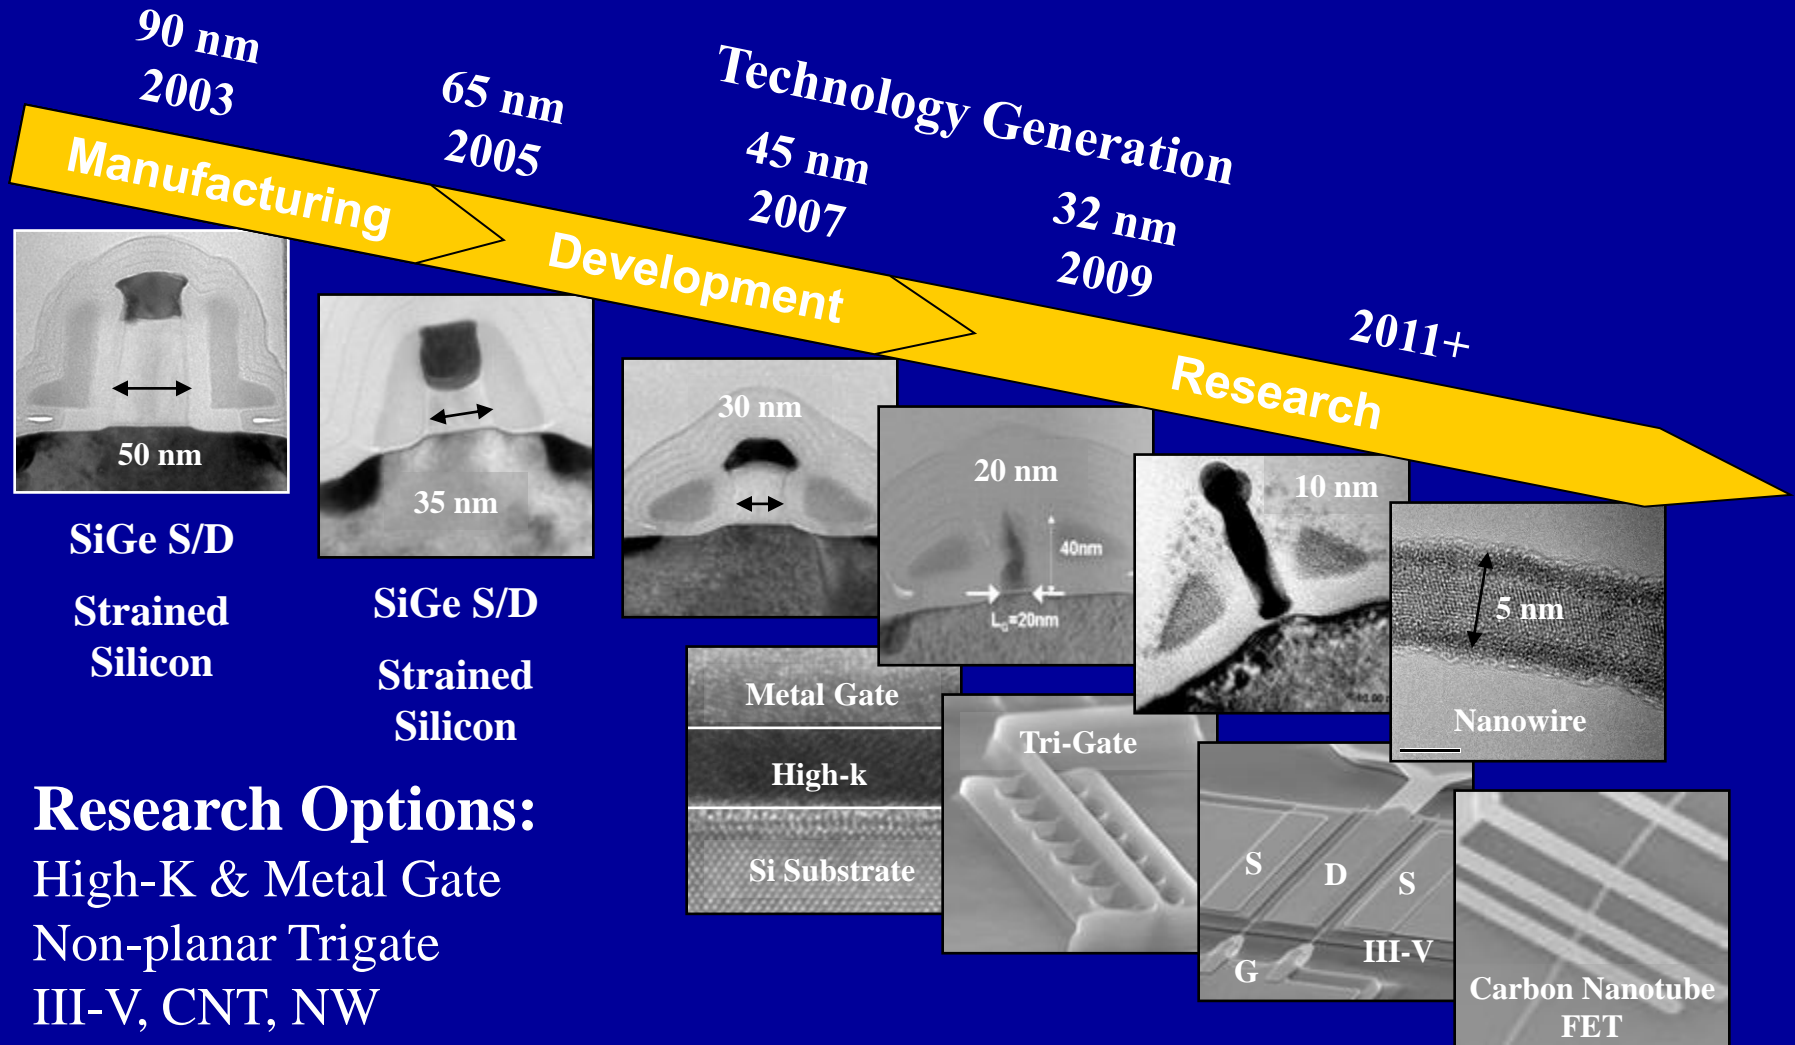 90 nm
2003
65 nm
2005
Technology Generation
45 nm
2007
32 nm
2009
2011+
Manufacturing
Development
Research
50 nm
35 nm
30 nm
20 nm
40nm
LG=20nm
10 nm
5 nm
Nanowire
SiGe S/D
Strained
Silicon
SiGe S/D
Strained
Silicon
Metal Gate
High-k
Si Substrate
Tri-Gate
S
D
S
III-V
G
Carbon Nanotube
FET
Research Options:
High-K & Metal Gate
Non-planar Trigate
III-V, CNT, NW